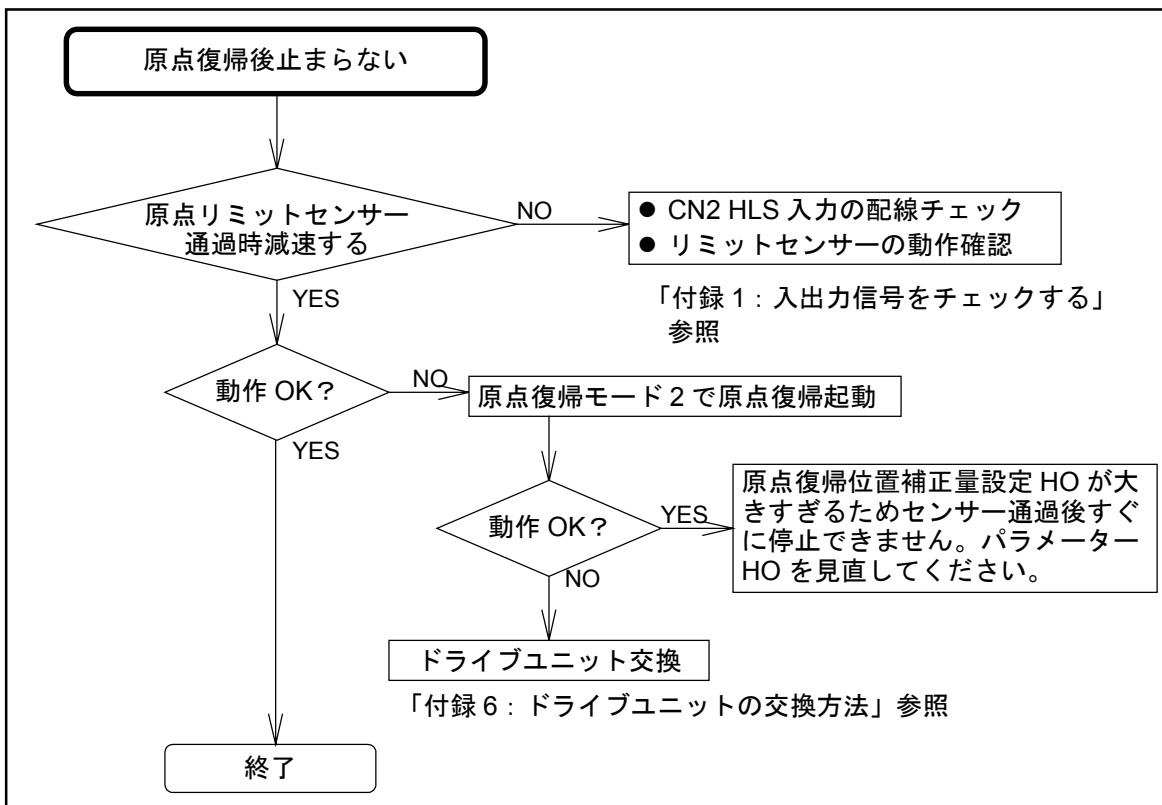 原点復帰後止まらない
原点リミットセンサー
通過時減速する
NO
● CN2 HLS 入力の配線チェック
● リミットセンサーの動作確認
「付録 1：入出力信号をチェックする」
参照
YES
動作 OK？
NO
原点復帰モード 2 で原点復帰起動
YES
動作 OK？
YES
原点復帰位置補正量設定 HO が大
きすぎるためセンサー通過後すぐ
に停止できません。パラメーター
HO を見直してください。
NO
ドライブユニット交換
「付録 6：ドライブユニットの交換方法」参照
終了